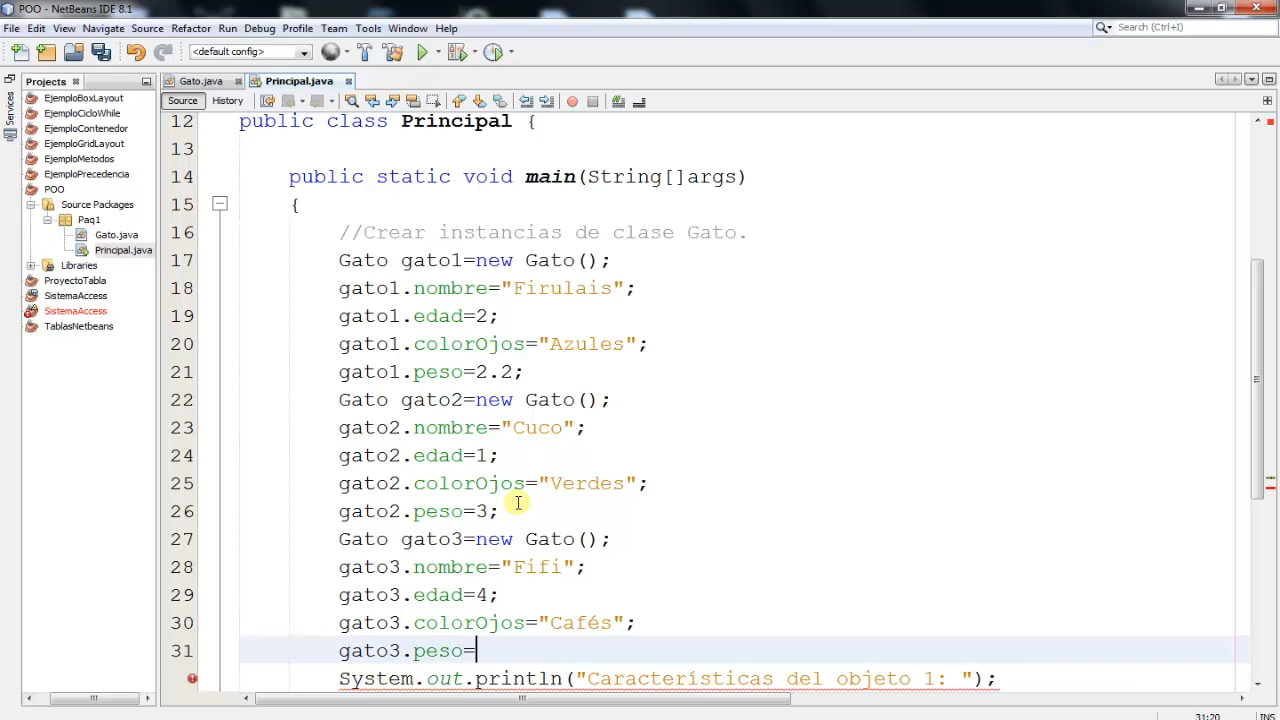 POO - NetBeans IDE 8.1
File Edit View Navigate Source Refactor Run Debug Profile Team Tools Window Help
Search (Ctrl+I)
<default config>
Services
Projects
Gato.java
Principal.java
Source History
EjemploBoxLayout
EjemploCicloWhile
EjemploContenedor
EjemploGridLayout
EjemploMetodos
EjemploPrecedencia
POO
Source Packages
Paq1
Gato.java
Principal.java
Libraries
ProyectoTabla
SistemaAccess
SistemaAccess
TablasNetbeans
12 public class Principal {
13
14 public static void main(String[]args)
15 {
16 //Crear instancias de clase Gato.
17 Gato gato1=new Gato();
18 gato1.nombre="Firulais";
19 gato1.edad=2;
20 gato1.colorOjos="Azules";
21 gato1.peso=2.2;
22 Gato gato2=new Gato();
23 gato2.nombre="Cuco";
24 gato2.edad=1;
25 gato2.colorOjos="Verdes";
26 gato2.peso=3;
27 Gato gato3=new Gato();
28 gato3.nombre="Fifi";
29 gato3.edad=4;
30 gato3.colorOjos="Cafés";
31 gato3.peso=
System.out.println("Características del objeto 1: ");
31:20 INS